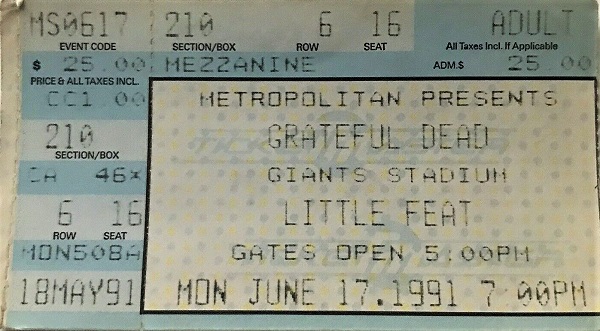 MS0617 210 6 16 ADULT
EVENT CODE SECTION/BOX ROW SEAT All Taxes Incl. If Applicable
$ 25.00 MEZZANINE ADM.$ 25.00
PRICE & ALL TAXES INCL.
CC1.00
METROPOLITAN PRESENTS
210
SECTION/BOX
GRATEFUL DEAD
CA 46×
GIANTS STADIUM
6 16
ROW SEAT
LITTLE FEAT
MON508A
GATES OPEN 5:00PM
18MAY91
MON JUNE 17,1991 7:00PM